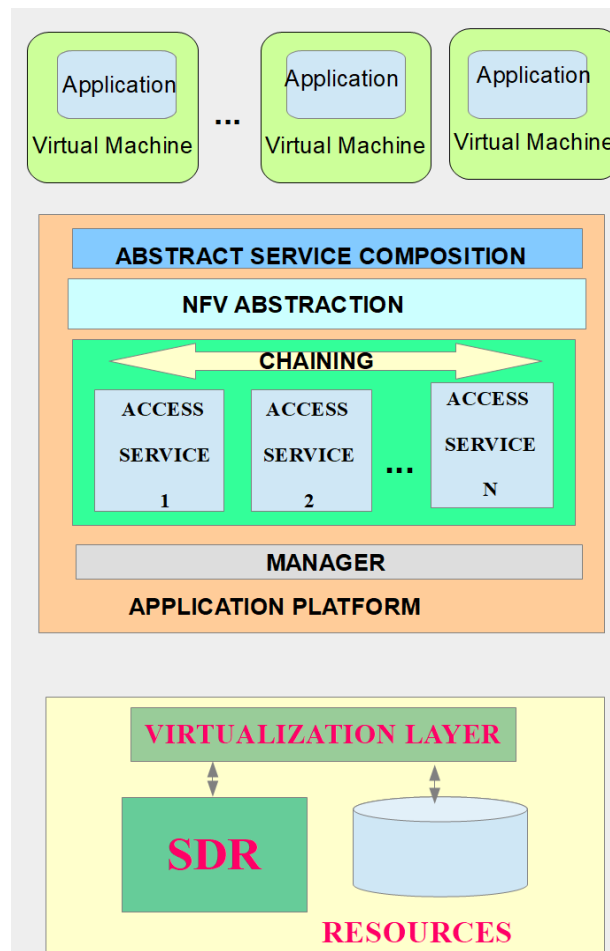 Application
Virtual Machine
...
Application
Virtual Machine
Application
Virtual Machine
ABSTRACT SERVICE COMPOSITION
NFV ABSTRACTION
CHAINING
ACCESS
SERVICE
1
ACCESS
SERVICE
2
...
ACCESS
SERVICE
N
MANAGER
APPLICATION PLATFORM
VIRTUALIZATION LAYER
SDR
RESOURCES